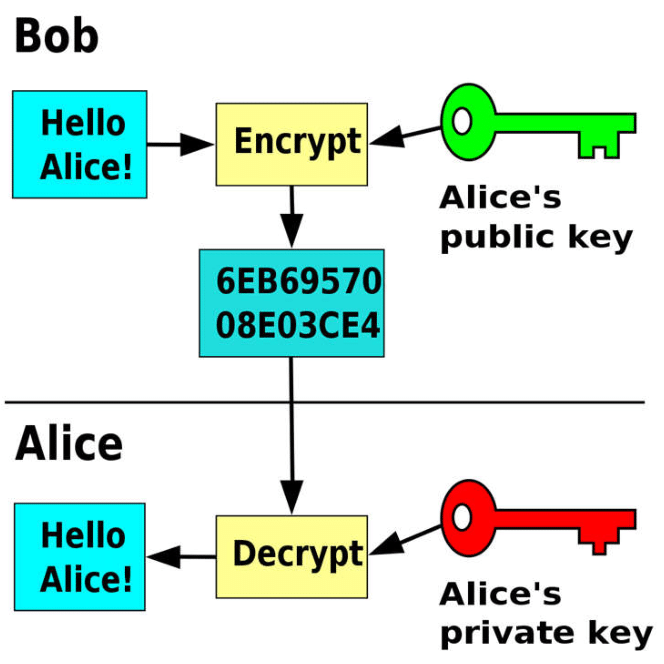 Bob
Hello
Alice!
Encrypt
Alice's
public key
6EB69570
08E03CE4
Alice
Hello
Alice!
Decrypt
Alice's
private key